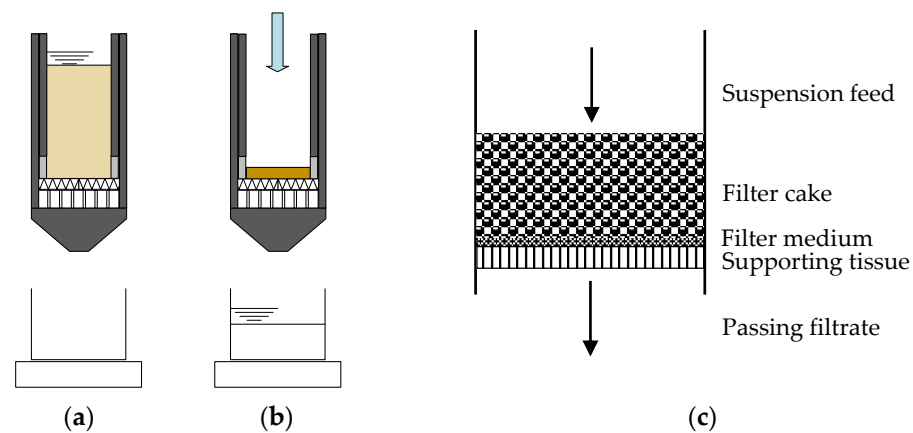 Suspension feed
Filter cake
Filter medium
Supporting tissue
Passing filtrate
(a)
(b)
(c)